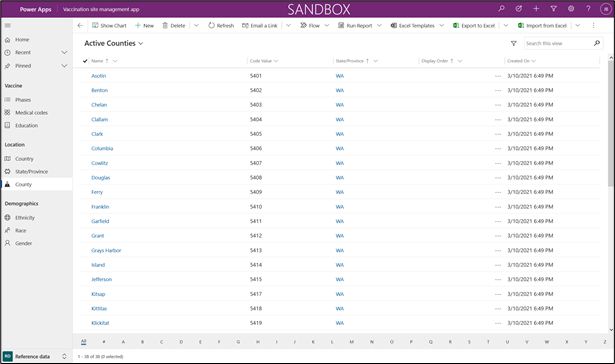 Power Apps Vaccination site management app SANDBOX
Show Chart New Delete Refresh Email a Link Flow Run Report Excel Templates Export to Excel Import from Excel
Home
Recent
Pinned
Vaccine
Phases
Medical codes
Education
Location
Country
State/Province
County
Demographics
Ethnicity
Race
Gender
Reference data
Active Counties Search this view
Name Code Value State/Province Display Order Created On
Asotin 5401 WA --- 3/10/2021 6:49 PM
Benton 5402 WA --- 3/10/2021 6:49 PM
Chelan 5403 WA --- 3/10/2021 6:49 PM
Clallam 5404 WA --- 3/10/2021 6:49 PM
Clark 5405 WA --- 3/10/2021 6:49 PM
Columbia 5406 WA --- 3/10/2021 6:49 PM
Cowlitz 5407 WA --- 3/10/2021 6:49 PM
Douglas 5408 WA --- 3/10/2021 6:49 PM
Ferry 5409 WA --- 3/10/2021 6:49 PM
Franklin 5410 WA --- 3/10/2021 6:49 PM
Garfield 5411 WA --- 3/10/2021 6:49 PM
Grant 5412 WA --- 3/10/2021 6:49 PM
Grays Harbor 5413 WA --- 3/10/2021 6:49 PM
Island 5414 WA --- 3/10/2021 6:49 PM
Jefferson 5415 WA --- 3/10/2021 6:49 PM
Kitsap 5417 WA --- 3/10/2021 6:49 PM
Kittitas 5418 WA --- 3/10/2021 6:49 PM
Klickitat 5419 WA --- 3/10/2021 6:49 PM
All # A B C D E F G H I J K L M N O P Q R S T U V W X Y Z
1 - 38 of 38 (0 selected)